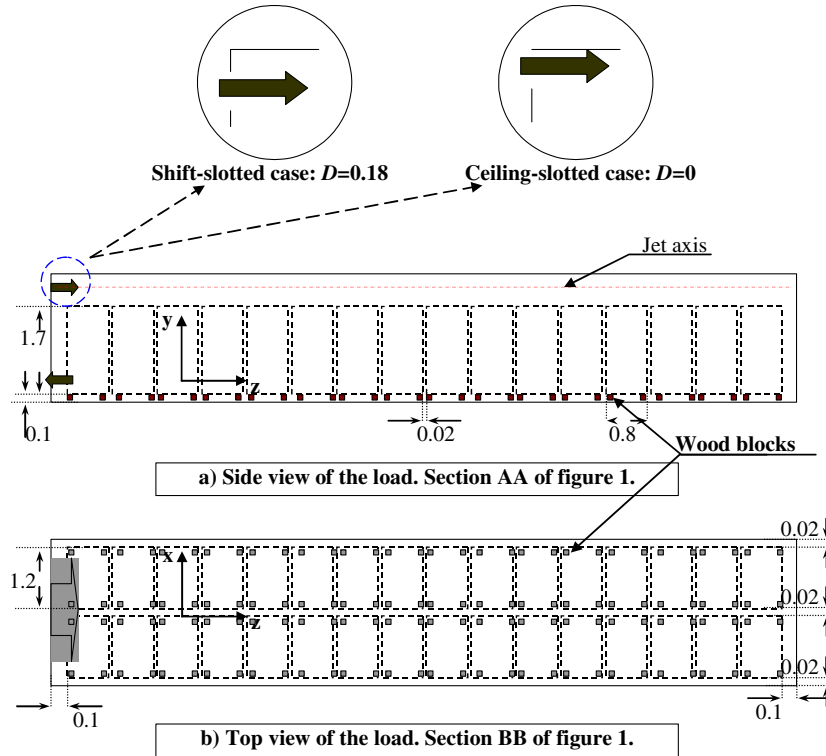 Shift-slotted case: D=0.18
Ceiling-slotted case: D=0
Jet axis
y
1.7
z
0.1
0.02
0.8
Wood blocks
a) Side view of the load. Section AA of figure 1.
0.02
x
1.2
0.02
z
0.02
0.1
0.1
b) Top view of the load. Section BB of figure 1.